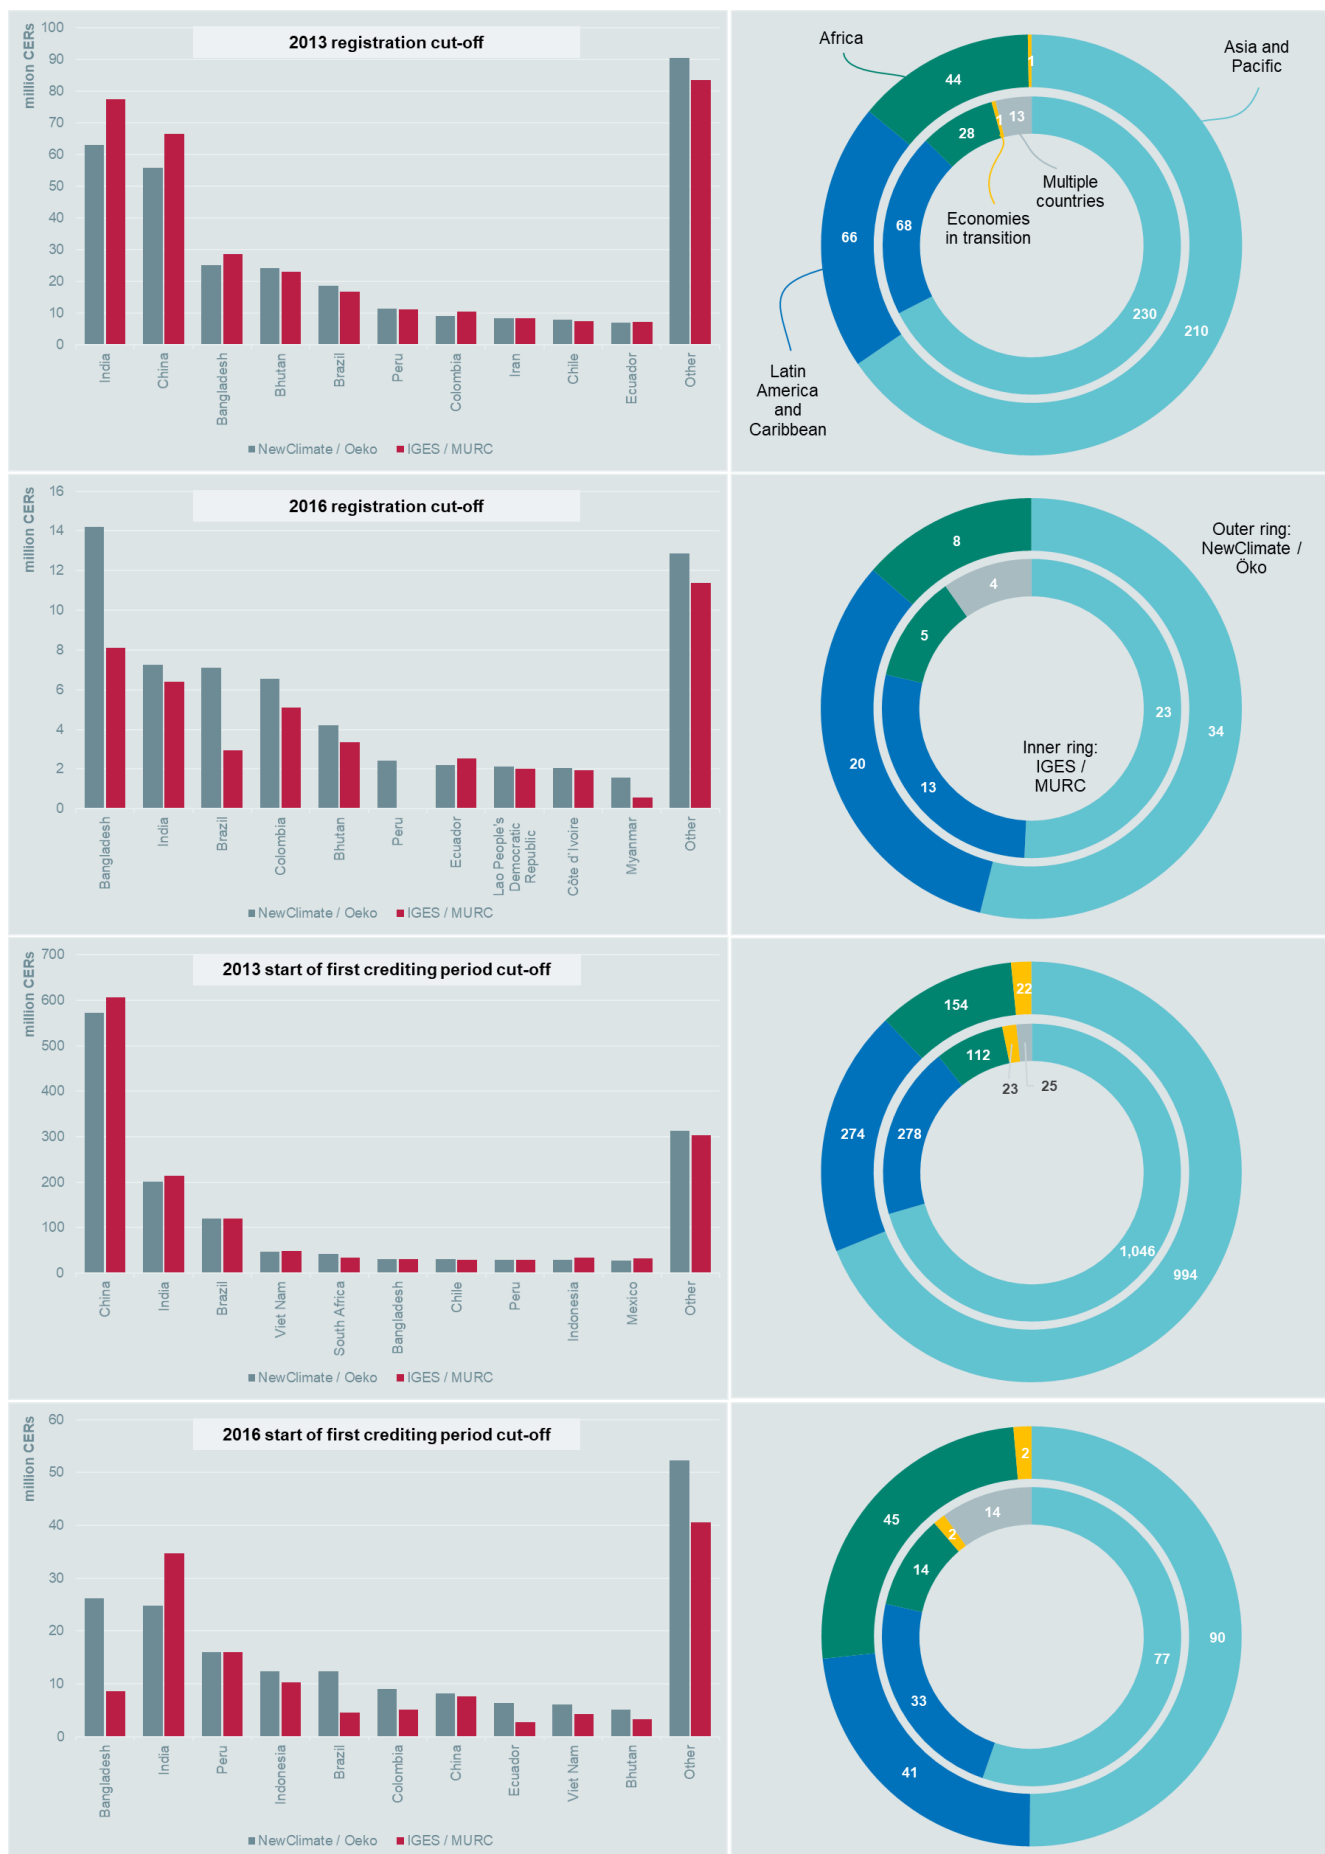 million CERs
2013 registration cut-off
100
90
80
70
60
50
40
30
20
10
0
India
China
Bangladesh
Bhutan
Brazil
Peru
Colombia
Iran
Chile
Ecuador
Other
NewClimate / Oeko
IGES / MURC
Africa
Asia and
Pacific
1
44
28
1
13
Multiple
countries
Economies
in transition
66
68
230
210
Latin
America
and
Caribbean
million CERs
2016 registration cut-off
16
14
12
10
8
6
4
2
0
Bangladesh
India
Brazil
Colombia
Bhutan
Peru
Ecuador
Lao People's
Democratic
Republic
Côte d'Ivoire
Myanmar
Other
NewClimate / Oeko
IGES / MURC
Outer ring:
NewClimate /
Öko
8
4
5
23
34
Inner ring:
IGES /
MURC
20
13
million CERs
2013 start of first crediting period cut-off
700
600
500
400
300
200
100
0
China
India
Brazil
Viet Nam
South Africa
Bangladesh
Chile
Peru
Indonesia
Mexico
Other
NewClimate / Oeko
IGES / MURC
22
154
112
23
25
274
278
1,046
994
million CERs
2016 start of first crediting period cut-off
60
50
40
30
20
10
0
Bangladesh
India
Peru
Indonesia
Brazil
Colombia
China
Ecuador
Viet Nam
Bhutan
Other
NewClimate / Oeko
IGES / MURC
2
45
14
2
14
90
77
33
41